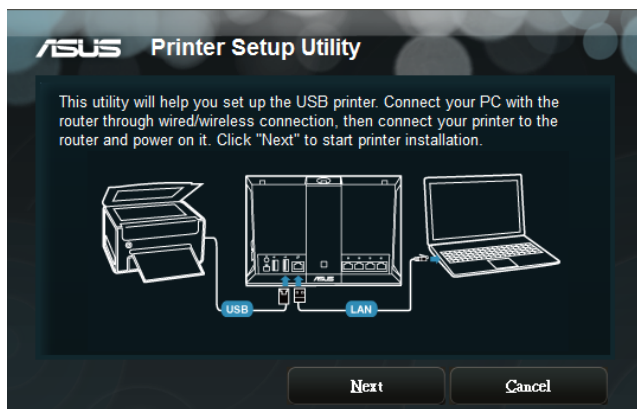 ASUS Printer Setup Utility
This utility will help you set up the USB printer. Connect your PC with the
router through wired/wireless connection, then connect your printer to the
router and power on it. Click "Next" to start printer installation.
ASUS
USB LAN
Next Cancel